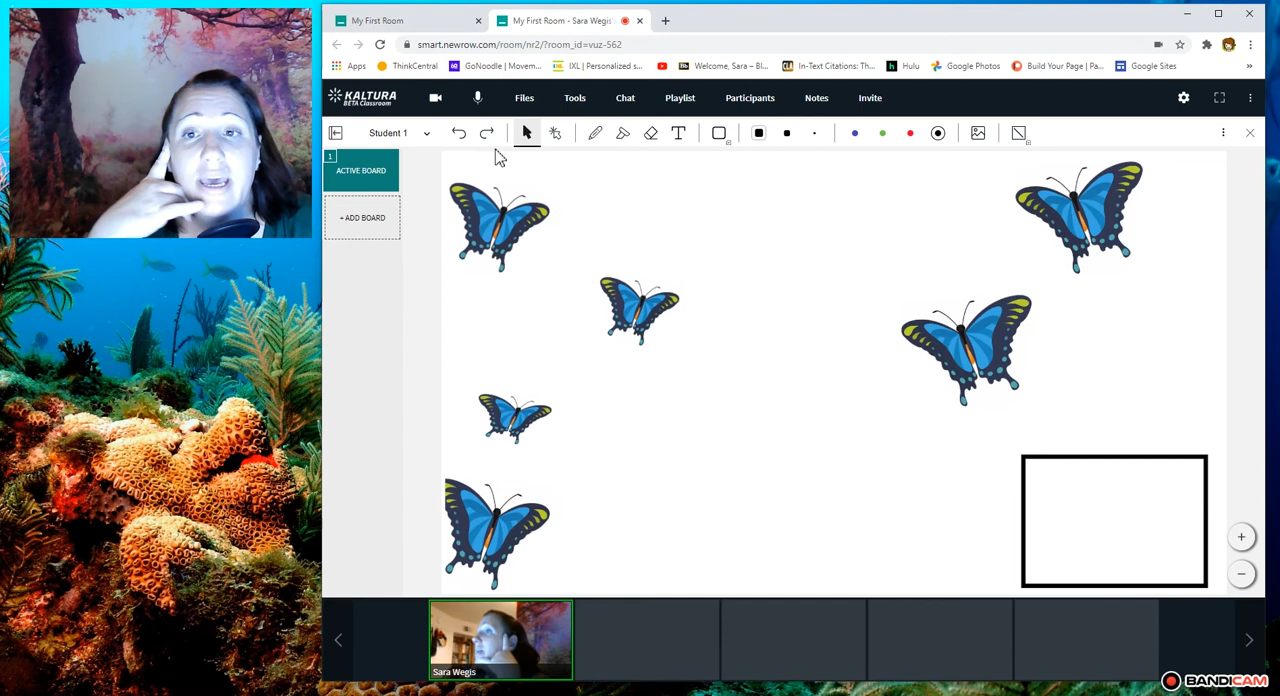 My First Room
My First Room - Sara Wegis
smart.newrow.com/room/nr2/?room_id=vuz-562
Apps ThinkCentral GoNoodle | Movem... IXL | Personalized s... Welcome, Sara – Bl... In-Text Citations: Th... Hulu Google Photos Build Your Page | Pa... Google Sites
KALTURA
BETA Classroom
Files Tools Chat Playlist Participants Notes Invite
Student 1
1
ACTIVE BOARD
+ ADD BOARD
Sara Wegis
BANDICAM